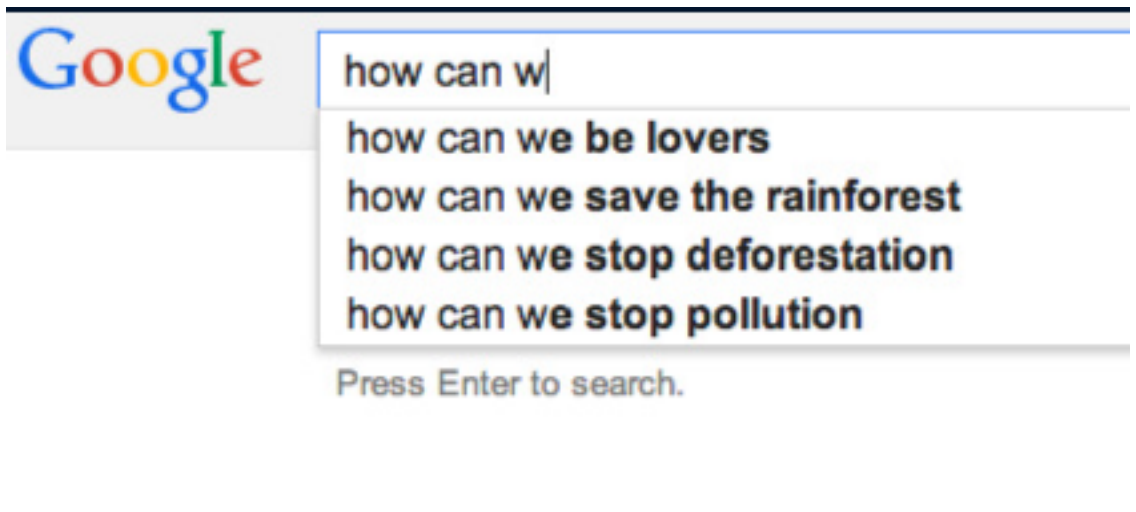 Google
how can w
how can we be lovers
how can we save the rainforest
how can we stop deforestation
how can we stop pollution
Press Enter to search.